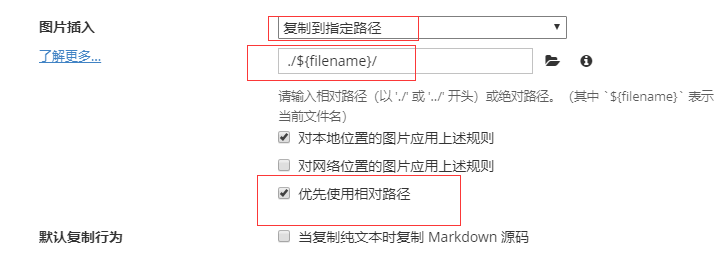 图片插入 复制到指定路径
了解更多... ./${filename}/
请输入相对路径（以 './' 或 '../' 开头）或绝对路径。（其中 `${filename}` 表示
当前文件名）
对本地位置的图片应用上述规则
对网络位置的图片应用上述规则
优先使用相对路径
默认复制行为 当复制纯文本时复制 Markdown 源码